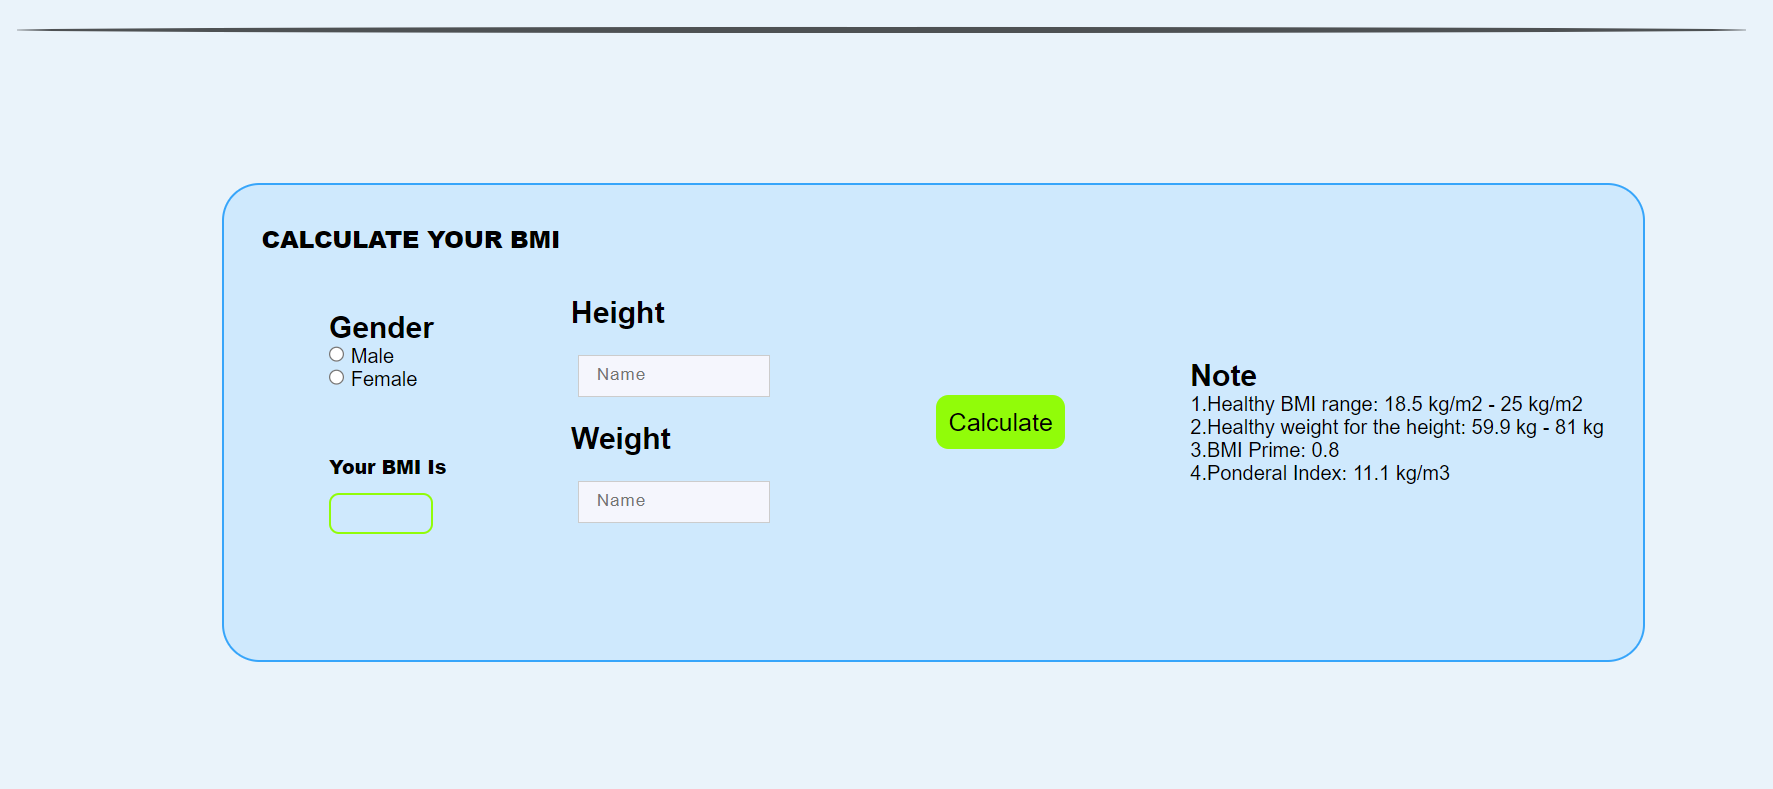 CALCULATE YOUR BMI
Gender
Male
Female
Your BMI Is
Height
Name
Weight
Name
Calculate
Note
1.Healthy BMI range: 18.5 kg/m2 - 25 kg/m2
2.Healthy weight for the height: 59.9 kg - 81 kg
3.BMI Prime: 0.8
4.Ponderal Index: 11.1 kg/m3